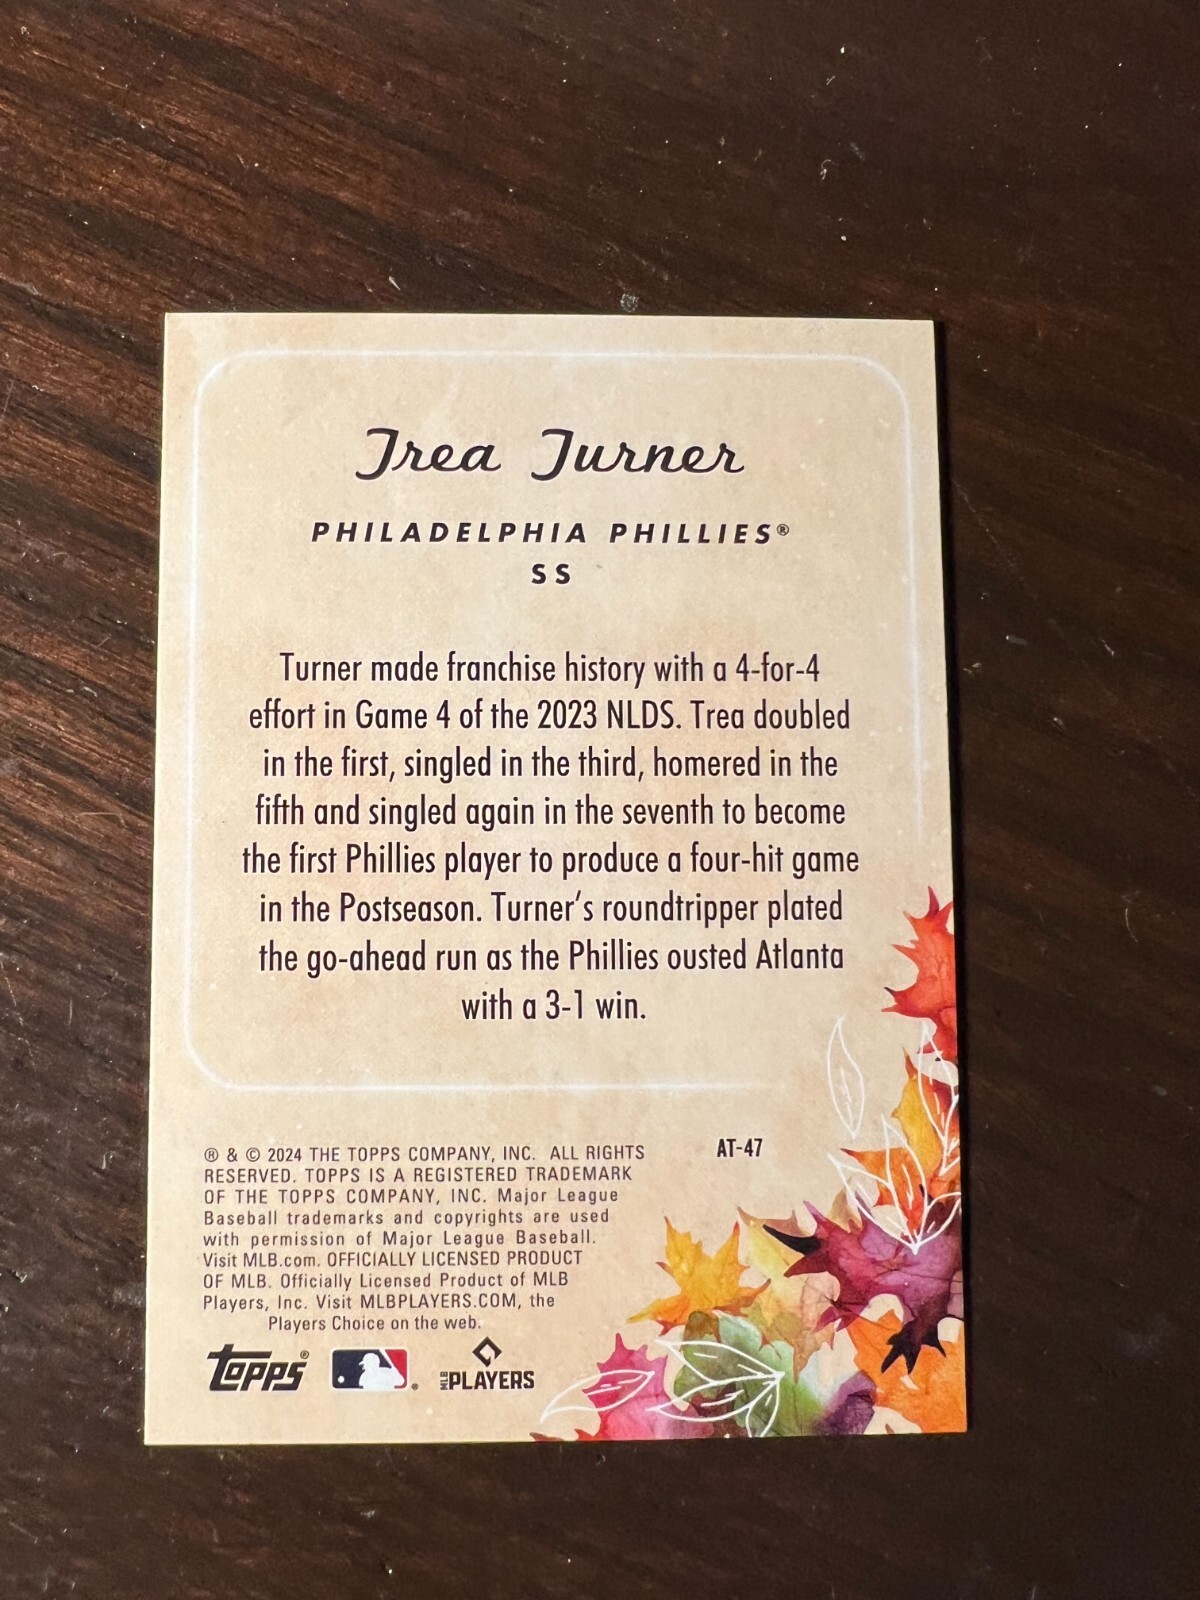 Trea Turner
PHILADELPHIA PHILLIES®
SS
Turner made franchise history with a 4-for-4
effort in Game 4 of the 2023 NLDS. Trea doubled
in the first, singled in the third, homered in the
fifth and singled again in the seventh to become
the first Phillies player to produce a four-hit game
in the Postseason. Turner's roundtripper plated
the go-ahead run as the Phillies ousted Atlanta
with a 3-1 win.
® & © 2024 THE TOPPS COMPANY, INC. ALL RIGHTS
RESERVED. TOPPS IS A REGISTERED TRADEMARK
OF THE TOPPS COMPANY, INC. Major League
Baseball trademarks and copyrights are used
with permission of Major League Baseball.
Visit MLB.com. OFFICIALLY LICENSED PRODUCT
OF MLB. Officially Licensed Product of MLB
Players, Inc. Visit MLBPLAYERS.COM, the
Players Choice on the web.
AT-47
TOPPS® ® MLB PLAYERS